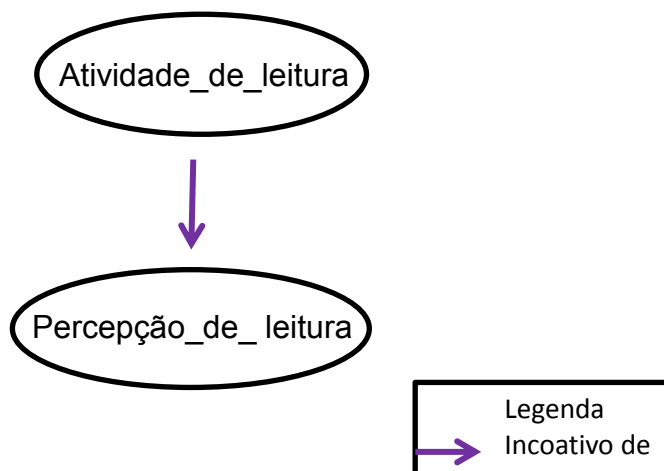 Atividade_de_leitura
Percepção_de_ leitura
Legenda
Incoativo de